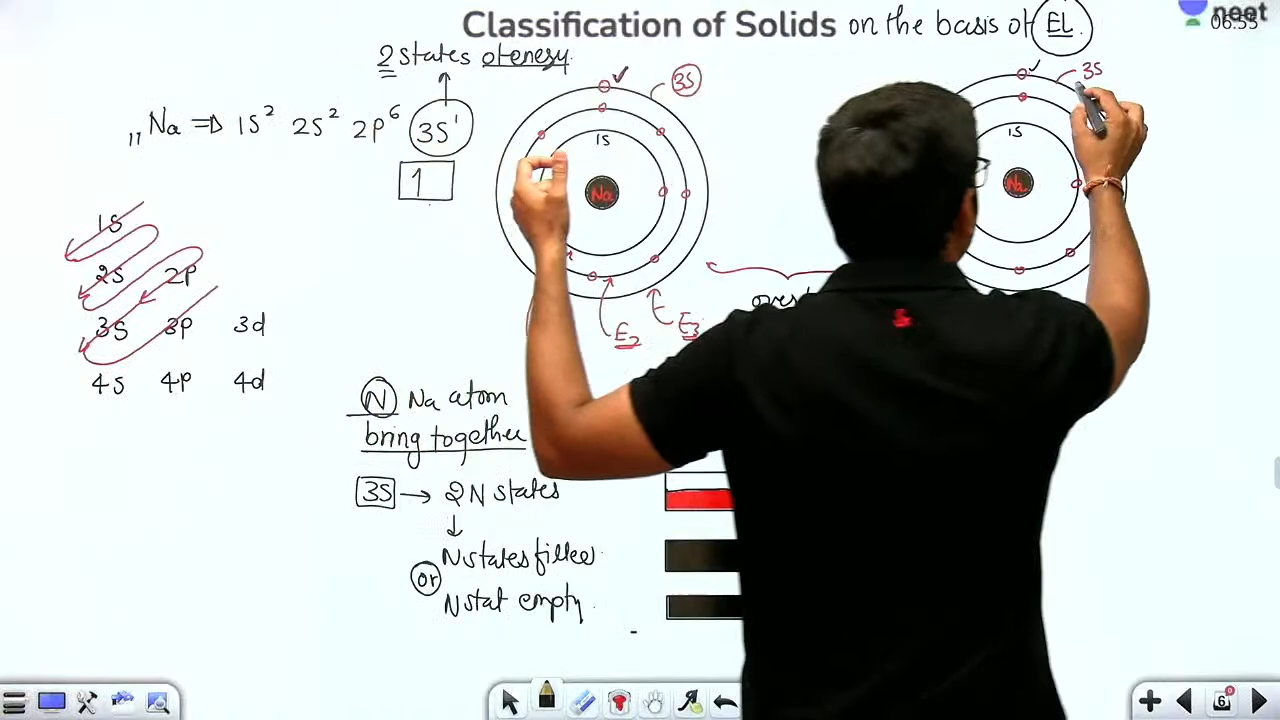 Classification of Solids on the basis of EL.
neet
06:55
2 states of energy
11Na ⇒ 1S² 2S² 2P⁶ 3S¹
1
1S
2S 2P
3S 3P 3d
4S 4P 4d
3S
1S
Na
E2 E3
3S
1S
Na
N Na atom
bring together
3S → 2N states
↓
N states filled
or
N stat empty
6